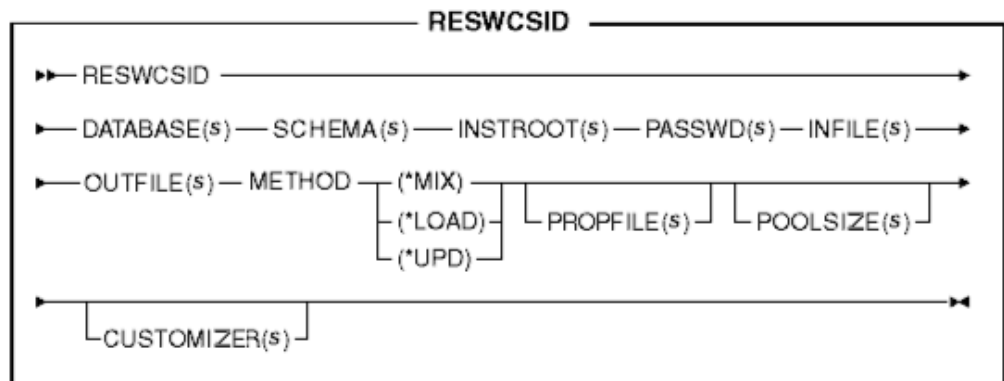 RESWCSID
RESWCSID
DATABASE(s) SCHEMA(s) INSTROOT(s) PASSWD(s) INFILE(s)
OUTFILE(s) METHOD (*MIX)
(*LOAD) PROPFILE(s) POOLSIZE(s)
(*UPD)
CUSTOMIZER(s)